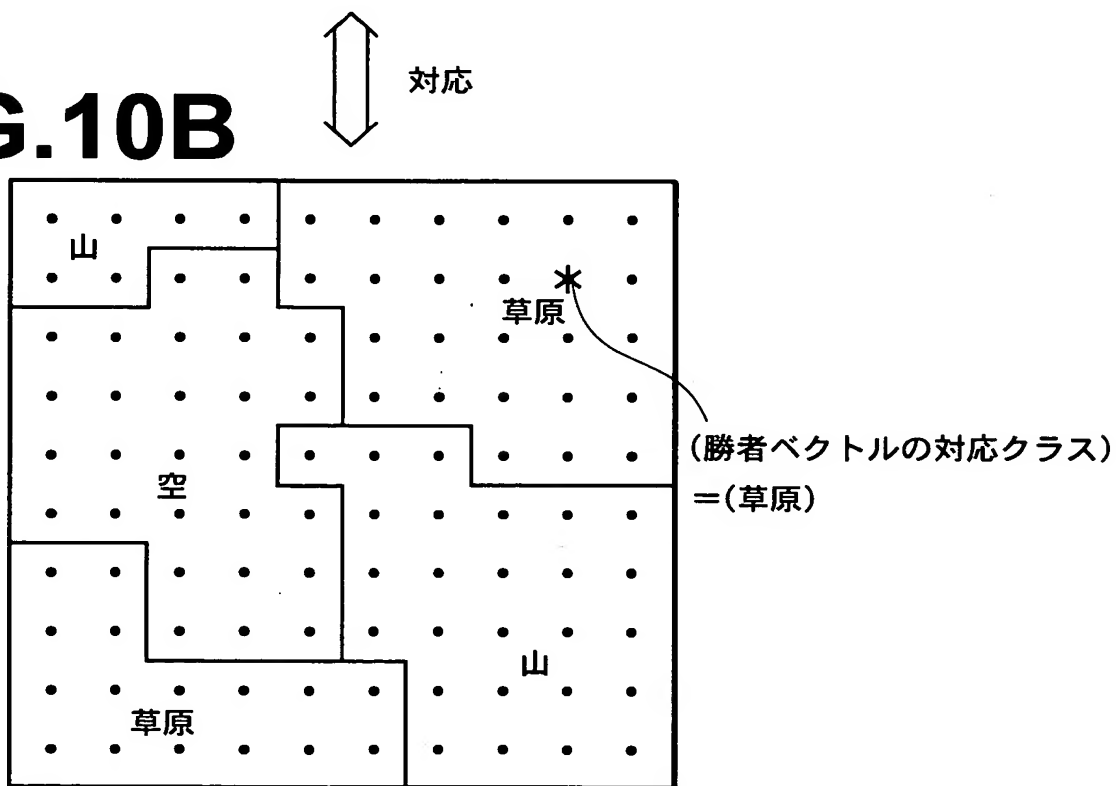 対応
G.10B
山
草原
(勝者ベクトルの対応クラス)
=(草原)
空
山
草原